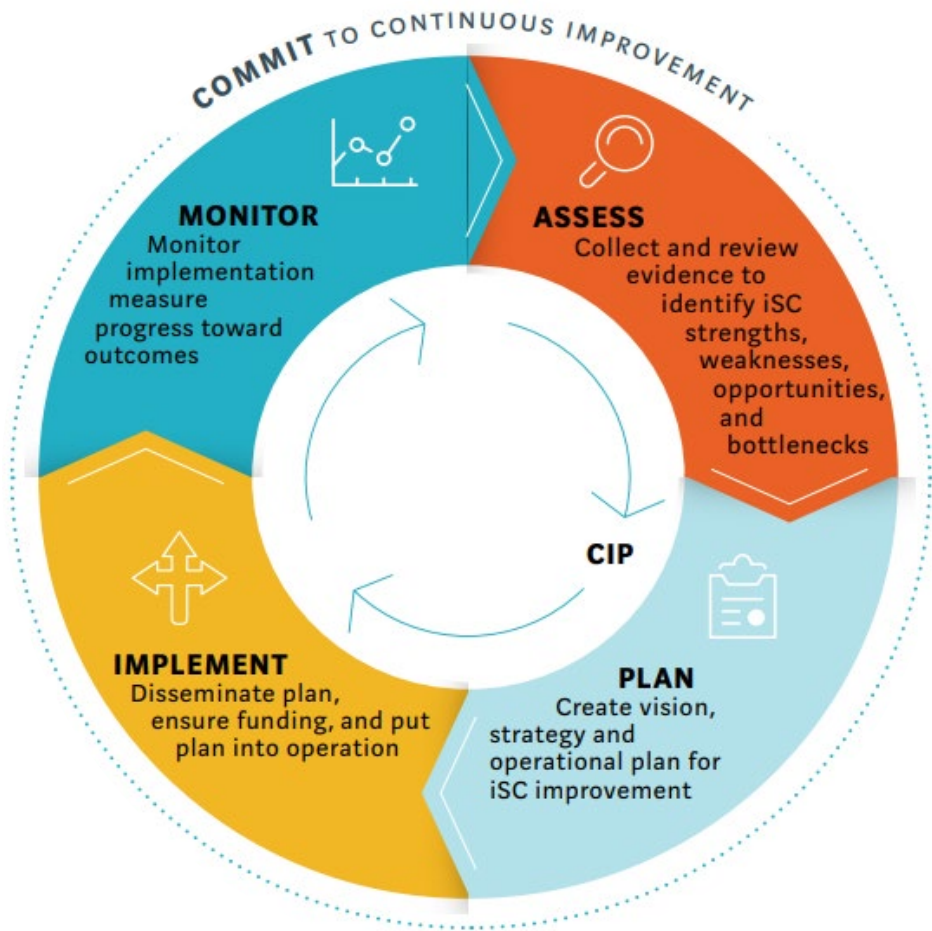 COMMIT TO CONTINUOUS IMPROVEMENT
MONITOR
Monitor
implementation
measure
progress toward
outcomes
ASSESS
Collect and review
evidence to
identify iSC
strengths,
weaknesses,
opportunities,
and
bottlenecks
CIP
IMPLEMENT
Disseminate plan,
ensure funding, and put
plan into operation
PLAN
Create vision,
strategy and
operational plan for
iSC improvement